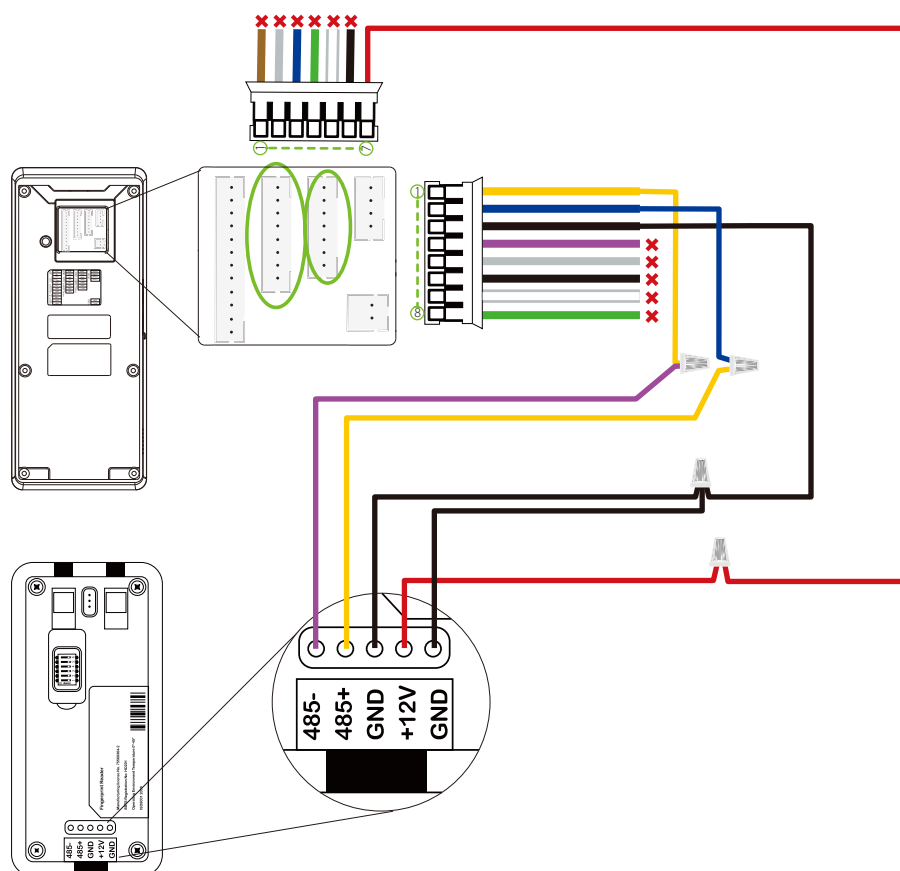 1
7
1
8
485-
485+
GND
+12V
GND
Fingerprint Reader
485-
485+
GND
+12V
GND